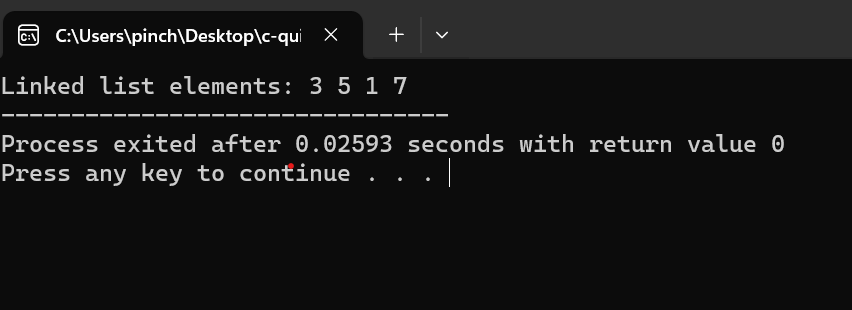 C:\Users\pinch\Desktop\c-qui
Linked list elements: 3 5 1 7
--------------------------------
Process exited after 0.02593 seconds with return value 0
Press any key to continue . . .